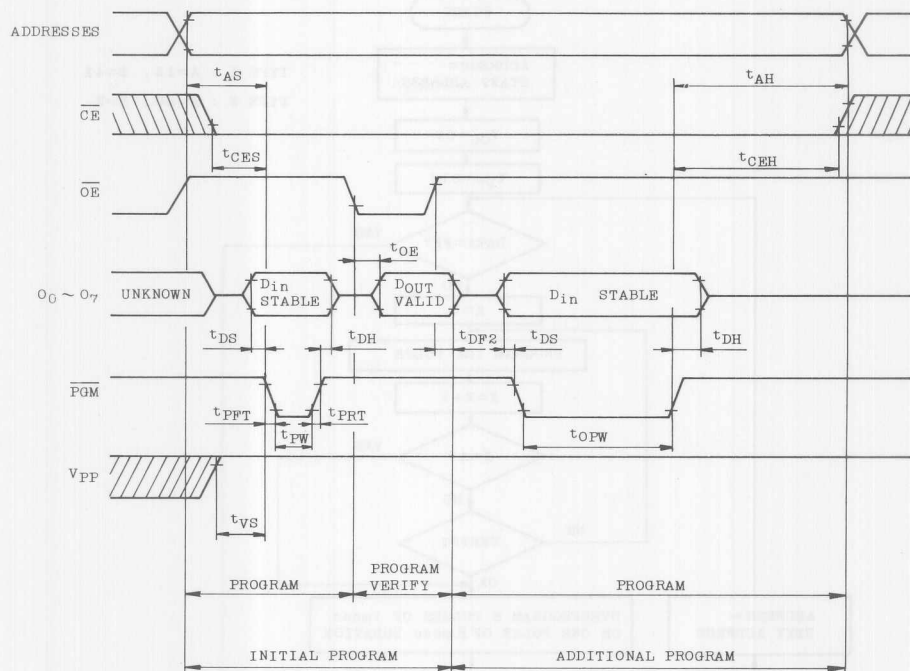 ADDRESSES
tAS
tAH
CE
tCES
tCEH
OE
tOE
O0 ~ O7
UNKNOWN
Din
STABLE
DOUT
VALID
Din STABLE
tDS
tDH
tDF2
tDS
tDH
PGM
tPFT
tPRT
tPW
tOPW
VPP
tVS
PROGRAM
PROGRAM
VERIFY
PROGRAM
INITIAL PROGRAM
ADDITIONAL PROGRAM